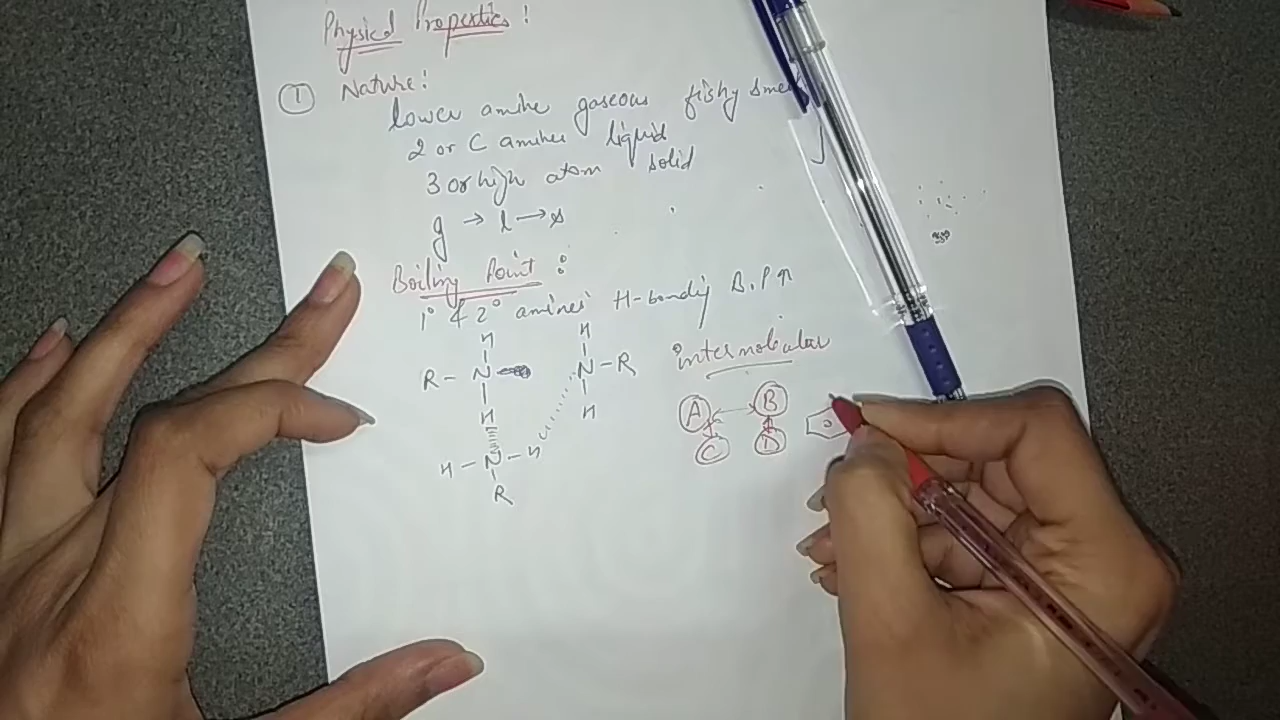 Physical Properties !
① Nature !
lower amine gaseous fishy smell
2 or C amines liquid
3 or high atom solid
g → l → s
Boiling Point :
1° & 2° amines H-bonding B.P↑
H H
R - N N - R intermolecular
H H A B
C D
H - N - H
R